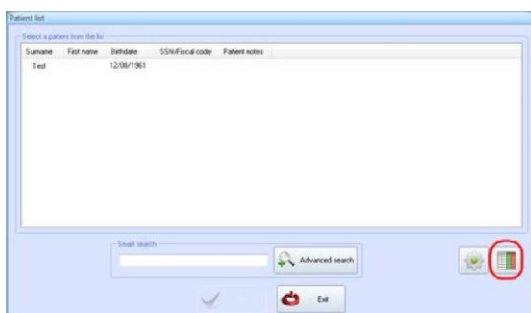 Patient list
Select a patient from the list
Surname First name Birthdate SSN/Fiscal code Patient notes
Test 12/08/1961
Smart search
Advanced search
Exit